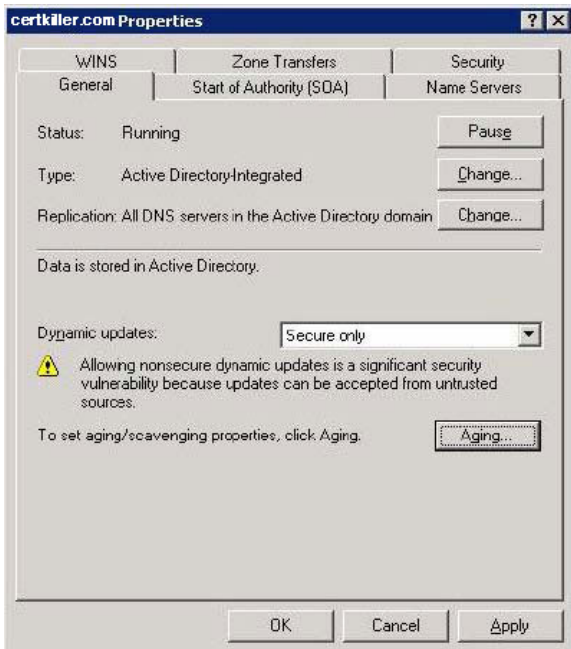 certkiller.com Properties
WINS Zone Transfers Security
General Start of Authority (SOA) Name Servers
Status: Running Pause
Type: Active Directory-Integrated Change...
Replication: All DNS servers in the Active Directory domain Change...
Data is stored in Active Directory.
Dynamic updates: Secure only
Allowing nonsecure dynamic updates is a significant security
vulnerability because updates can be accepted from untrusted
sources.
To set aging/scavenging properties, click Aging. Aging...
OK Cancel Apply